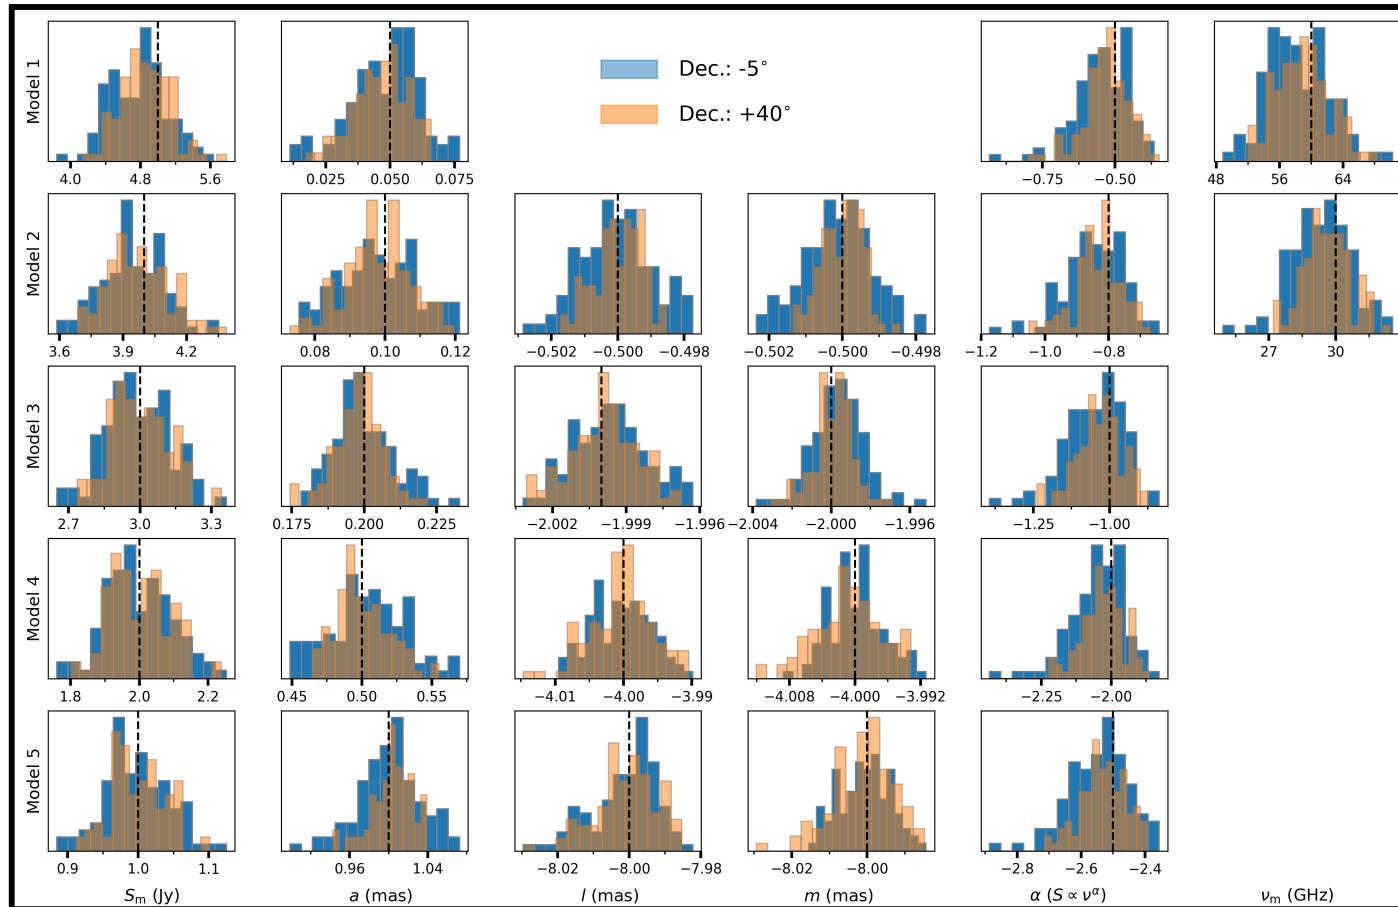 Dec.: -5°
Dec.: +40°
Model 1
4.0 4.8 5.6
0.025 0.050 0.075
−0.75 −0.50
48 56 64
Model 2
3.6 3.9 4.2
0.08 0.10 0.12
−0.502 −0.500 −0.498
−0.502 −0.500 −0.498
−1.2 −1.0 −0.8
27 30
Model 3
2.7 3.0 3.3
0.175 0.200 0.225
−2.002 −1.999 −1.996
−2.004 −2.000 −1.996
−1.25 −1.00
Model 4
1.8 2.0 2.2
0.45 0.50 0.55
−4.01 −4.00 −3.99
−4.008 −4.000 −3.992
−2.25 −2.00
Model 5
0.9 1.0 1.1
0.96 1.04
−8.02 −8.00 −7.98
−8.02 −8.00
−2.8 −2.6 −2.4
S_m (Jy)
a (mas)
l (mas)
m (mas)
α (S ∝ ν^α)
ν_m (GHz)